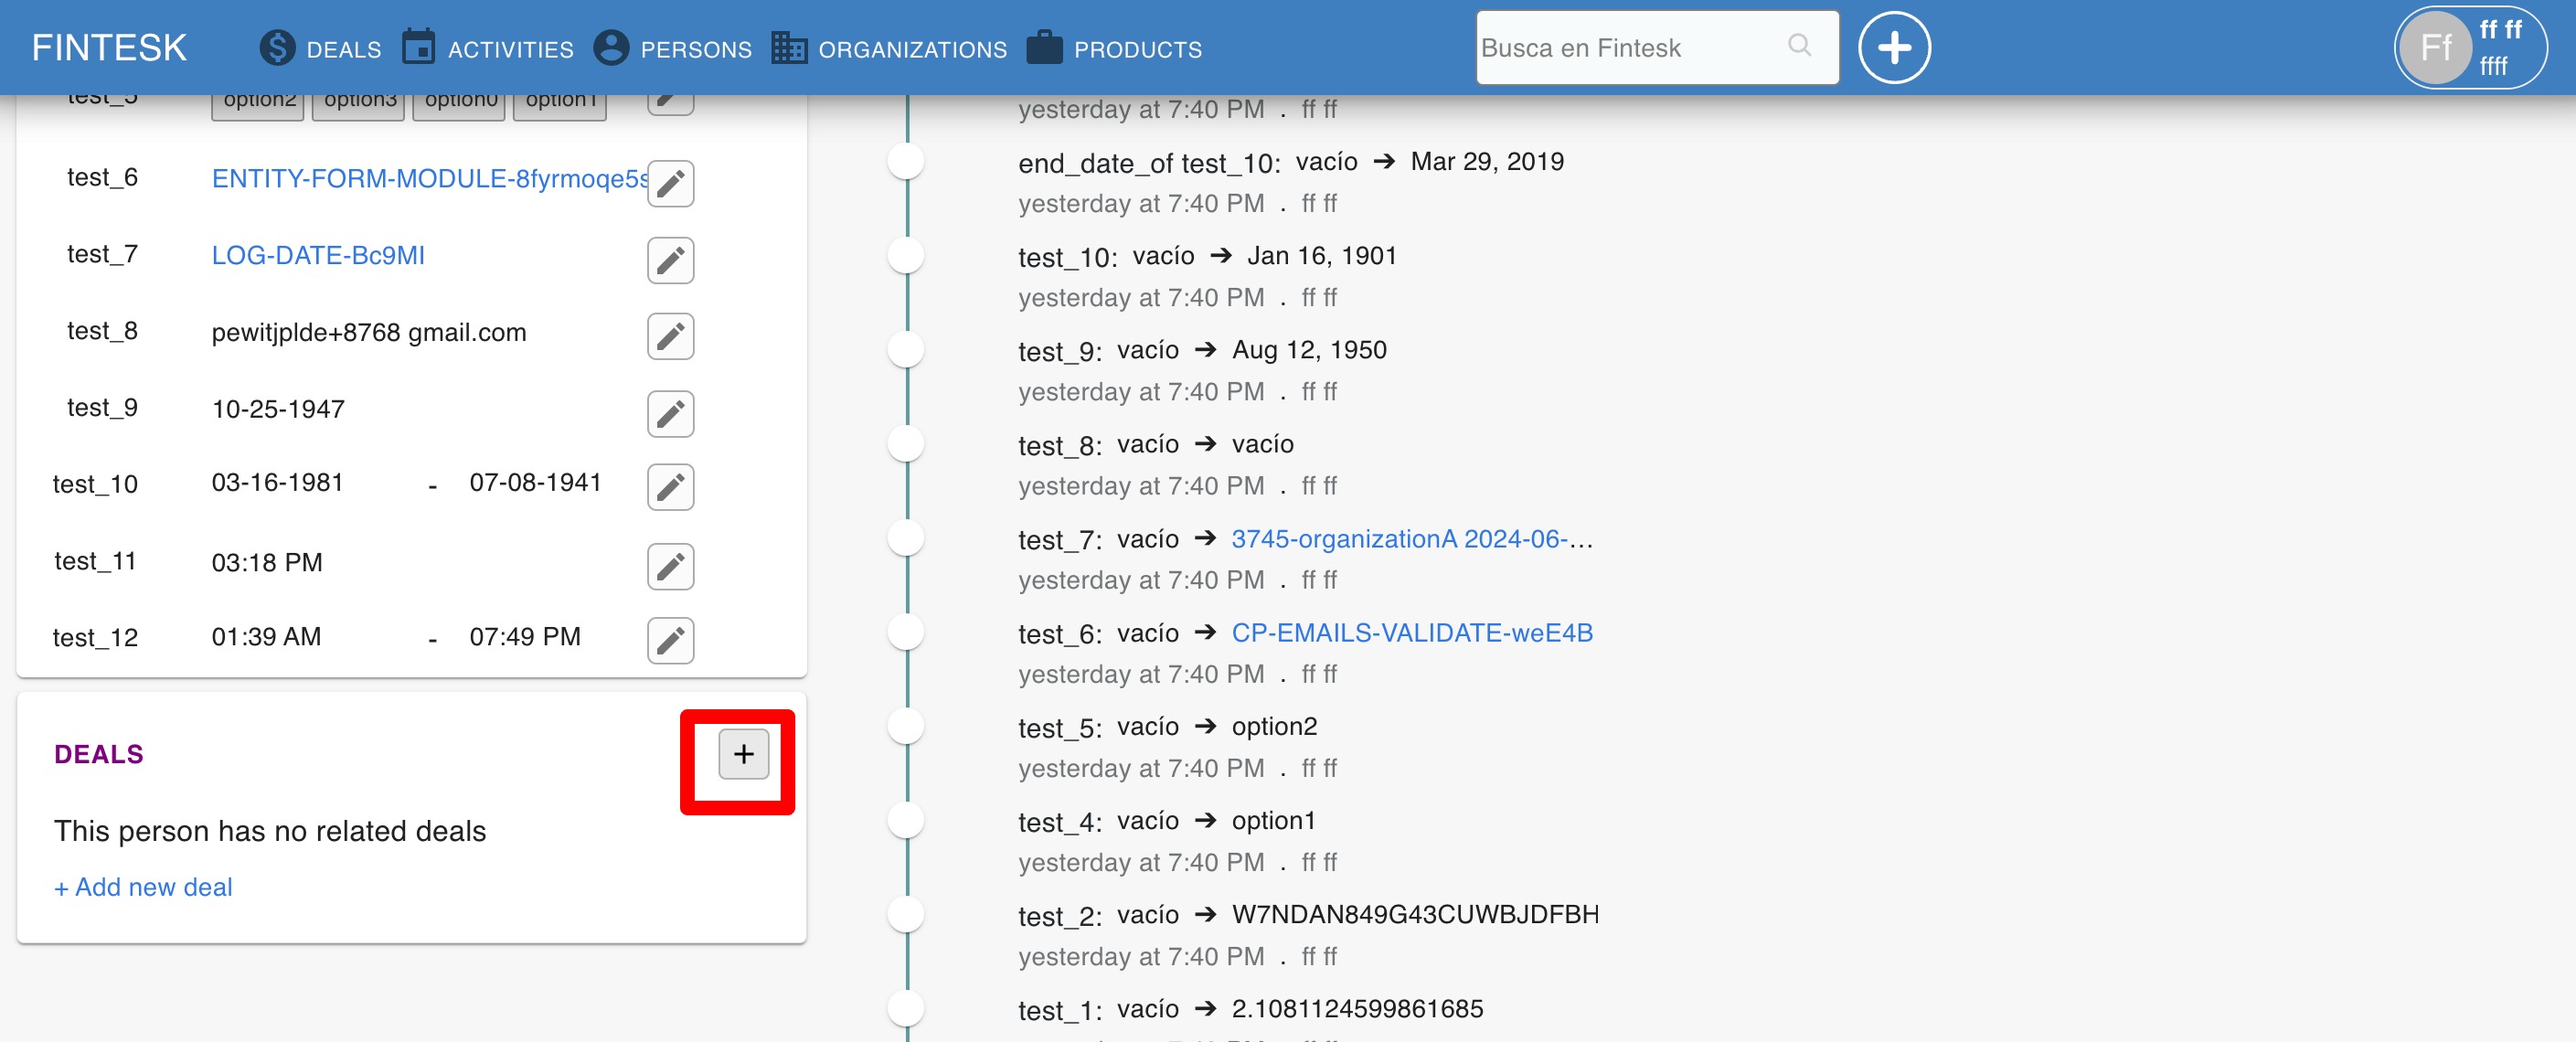 FINTESK DEALS ACTIVITIES PERSONS ORGANIZATIONS PRODUCTS Busca en Fintesk Ff ff ff
ffff
test_5 option2 option3 option0 option1
test_6 ENTITY-FORM-MODULE-8fyrmoqe5s
test_7 LOG-DATE-Bc9MI
test_8 pewitjplde+8768 gmail.com
test_9 10-25-1947
test_10 03-16-1981 - 07-08-1941
test_11 03:18 PM
test_12 01:39 AM - 07:49 PM
DEALS +
This person has no related deals
+ Add new deal
yesterday at 7:40 PM . ff ff
end_date_of test_10: vacío ➔ Mar 29, 2019
yesterday at 7:40 PM . ff ff
test_10: vacío ➔ Jan 16, 1901
yesterday at 7:40 PM . ff ff
test_9: vacío ➔ Aug 12, 1950
yesterday at 7:40 PM . ff ff
test_8: vacío ➔ vacío
yesterday at 7:40 PM . ff ff
test_7: vacío ➔ 3745-organizationA 2024-06-...
yesterday at 7:40 PM . ff ff
test_6: vacío ➔ CP-EMAILS-VALIDATE-weE4B
yesterday at 7:40 PM . ff ff
test_5: vacío ➔ option2
yesterday at 7:40 PM . ff ff
test_4: vacío ➔ option1
yesterday at 7:40 PM . ff ff
test_2: vacío ➔ W7NDAN849G43CUWBJDFBH
yesterday at 7:40 PM . ff ff
test_1: vacío ➔ 2.1081124599861685